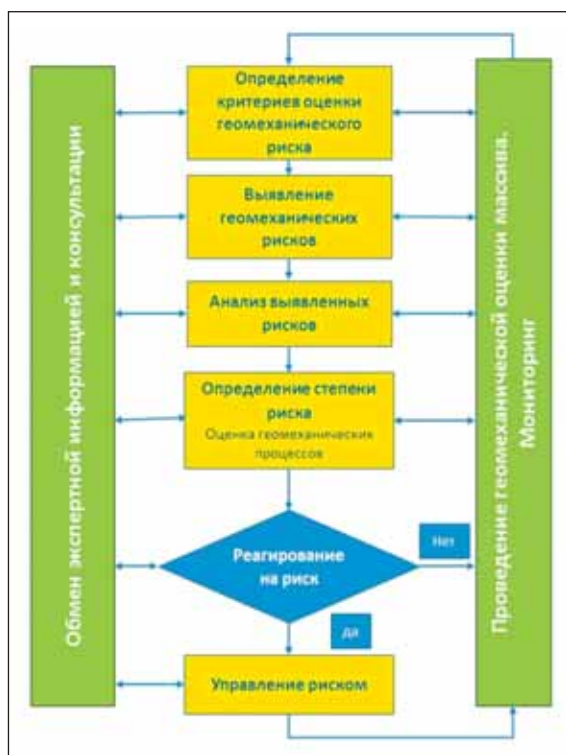 Обмен экспертной информацией и консультации
Определение
критериев оценки
геомеханического
риска
Выявление
геомеханических
рисков
Анализ выявленных
рисков
Определение степени
риска
Оценка геомеханических
процессов
Реагирование
на риск
Нет
да
Управление риском
Проведение геомеханической оценки массива.
Мониторинг